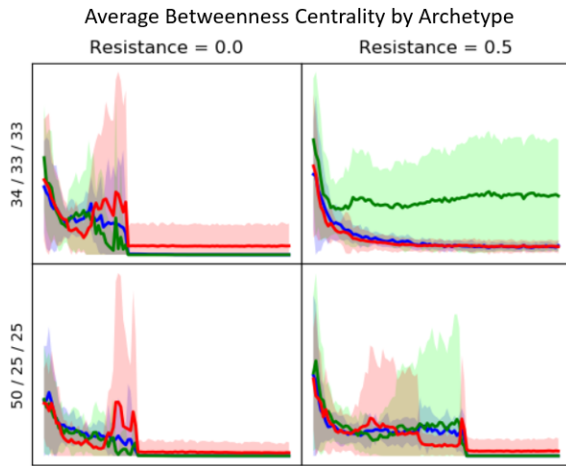 Average Betweenness Centrality by Archetype
Resistance = 0.0
Resistance = 0.5
34 / 33 / 33
50 / 25 / 25